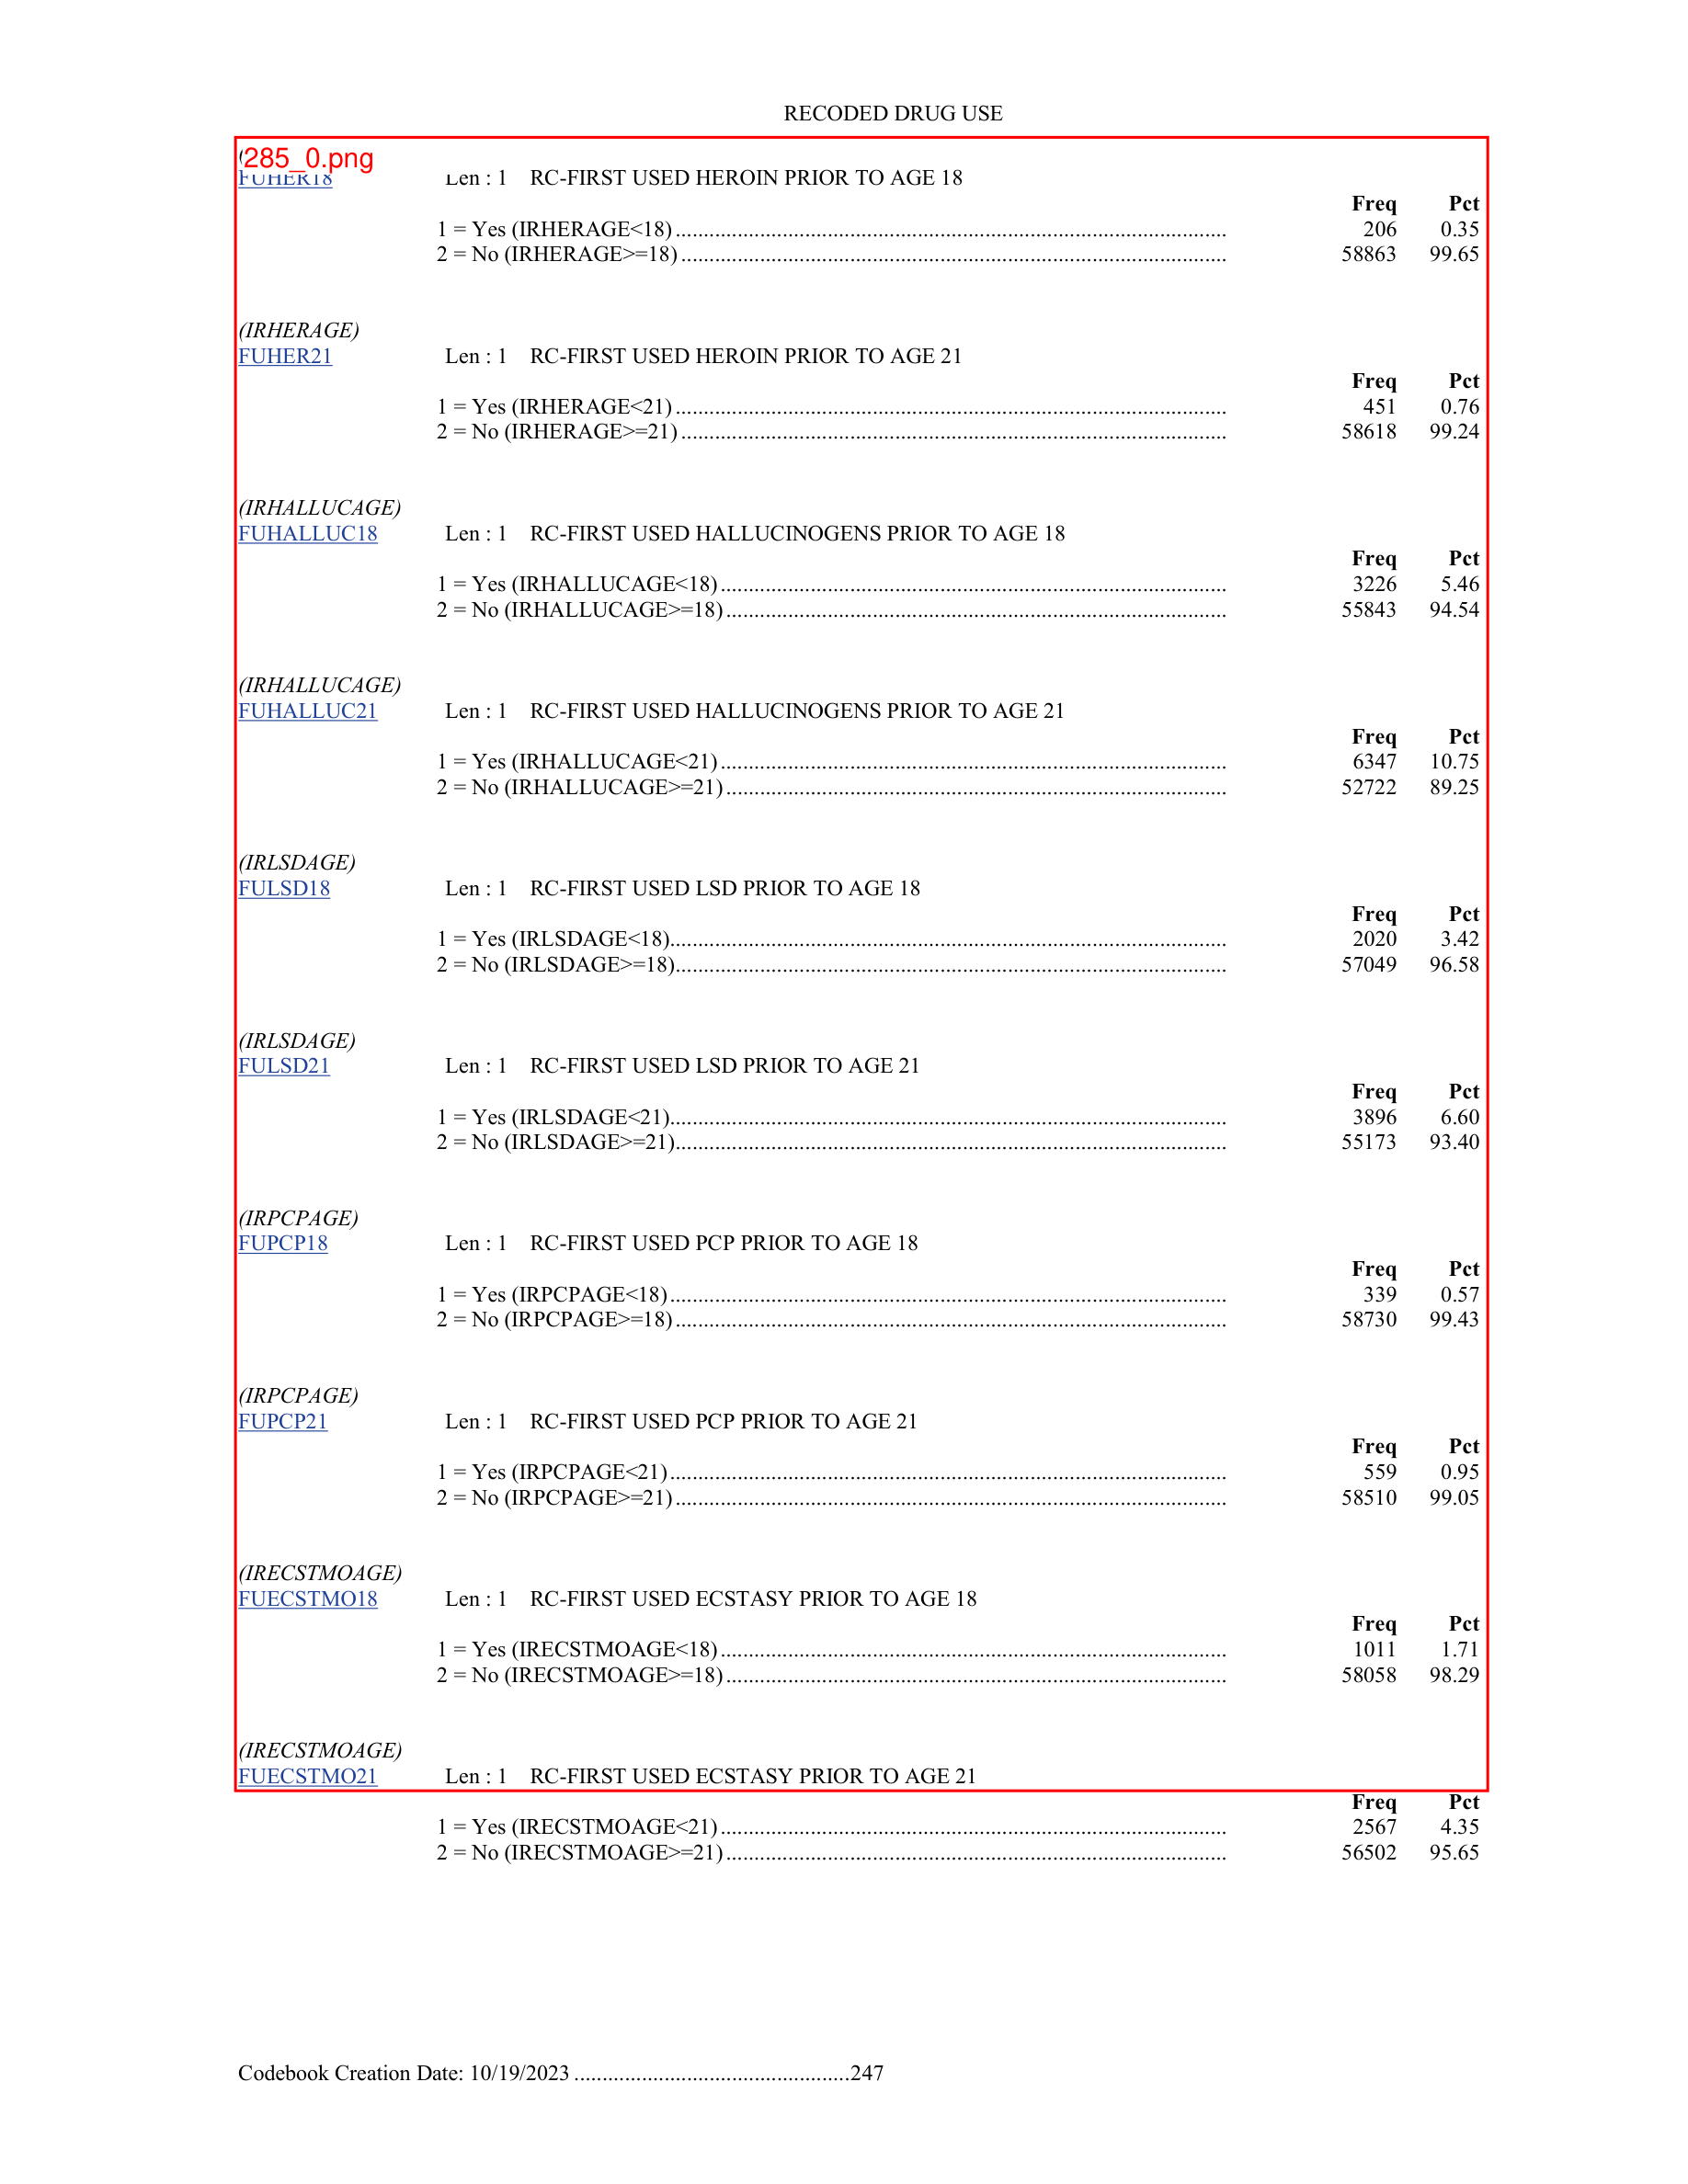 RECODED DRUG USE
(285_0.png
FUHER18 Len : 1 RC-FIRST USED HEROIN PRIOR TO AGE 18
Freq Pct
1 = Yes (IRHERAGE<18) 206 0.35
2 = No (IRHERAGE>=18) 58863 99.65
(IRHERAGE)
FUHER21 Len : 1 RC-FIRST USED HEROIN PRIOR TO AGE 21
Freq Pct
1 = Yes (IRHERAGE<21) 451 0.76
2 = No (IRHERAGE>=21) 58618 99.24
(IRHALLUCAGE)
FUHALLUC18 Len : 1 RC-FIRST USED HALLUCINOGENS PRIOR TO AGE 18
Freq Pct
1 = Yes (IRHALLUCAGE<18) 3226 5.46
2 = No (IRHALLUCAGE>=18) 55843 94.54
(IRHALLUCAGE)
FUHALLUC21 Len : 1 RC-FIRST USED HALLUCINOGENS PRIOR TO AGE 21
Freq Pct
1 = Yes (IRHALLUCAGE<21) 6347 10.75
2 = No (IRHALLUCAGE>=21) 52722 89.25
(IRLSDAGE)
FULSD18 Len : 1 RC-FIRST USED LSD PRIOR TO AGE 18
Freq Pct
1 = Yes (IRLSDAGE<18) 2020 3.42
2 = No (IRLSDAGE>=18) 57049 96.58
(IRLSDAGE)
FULSD21 Len : 1 RC-FIRST USED LSD PRIOR TO AGE 21
Freq Pct
1 = Yes (IRLSDAGE<21) 3896 6.60
2 = No (IRLSDAGE>=21) 55173 93.40
(IRPCPAGE)
FUPCP18 Len : 1 RC-FIRST USED PCP PRIOR TO AGE 18
Freq Pct
1 = Yes (IRPCPAGE<18) 339 0.57
2 = No (IRPCPAGE>=18) 58730 99.43
(IRPCPAGE)
FUPCP21 Len : 1 RC-FIRST USED PCP PRIOR TO AGE 21
Freq Pct
1 = Yes (IRPCPAGE<21) 559 0.95
2 = No (IRPCPAGE>=21) 58510 99.05
(IRECSTMOAGE)
FUECSTMO18 Len : 1 RC-FIRST USED ECSTASY PRIOR TO AGE 18
Freq Pct
1 = Yes (IRECSTMOAGE<18) 1011 1.71
2 = No (IRECSTMOAGE>=18) 58058 98.29
(IRECSTMOAGE)
FUECSTMO21 Len : 1 RC-FIRST USED ECSTASY PRIOR TO AGE 21
Freq Pct
1 = Yes (IRECSTMOAGE<21) 2567 4.35
2 = No (IRECSTMOAGE>=21) 56502 95.65
Codebook Creation Date: 10/19/2023 247